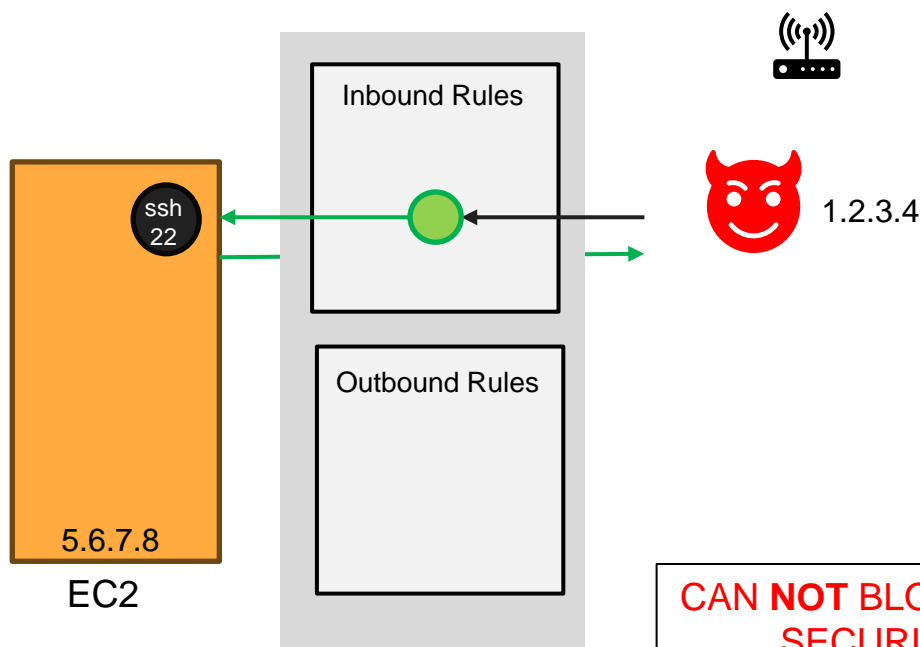 Inbound Rules
ssh
22
1.2.3.4
Outbound Rules
5.6.7.8
EC2
CAN NOT